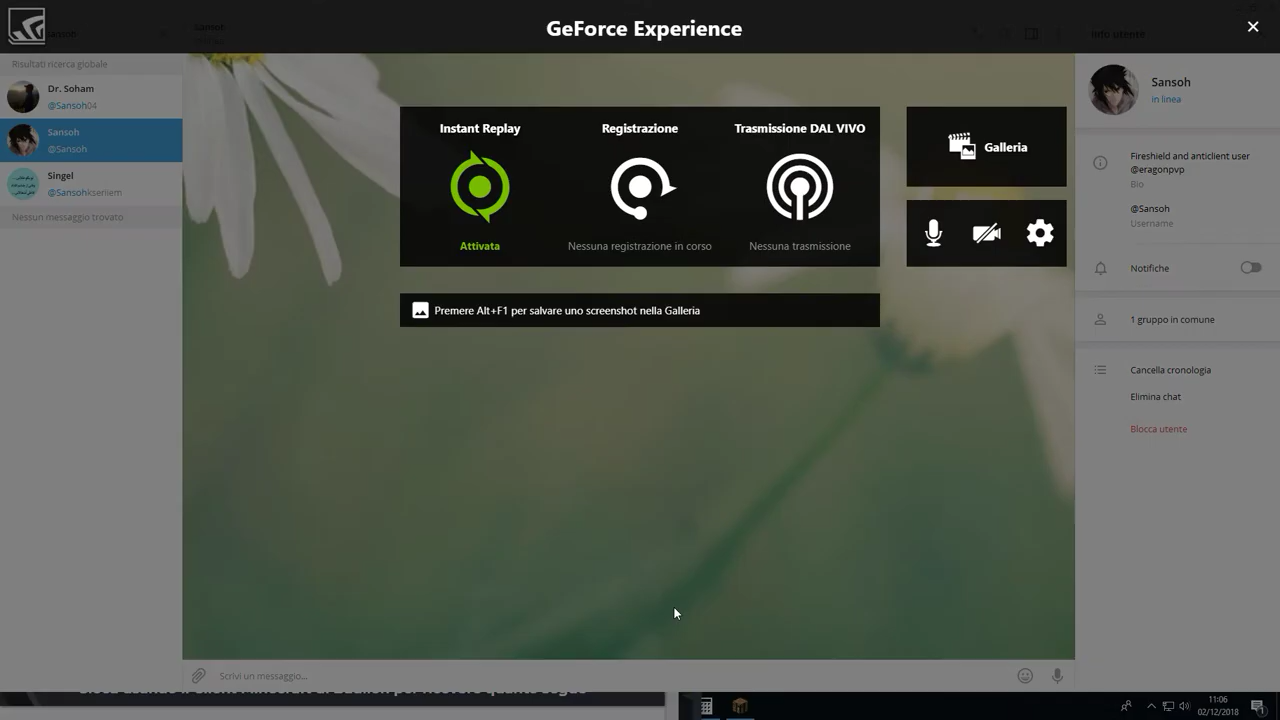 GeForce Experience
Risultati ricerca globale
Dr. Soham
@Sansoh04
Sansoh
@Sansoh
Singel
@Sansohkserliem
Nessun messaggio trovato
Instant Replay
Attivata
Registrazione
Nessuna registrazione in corso
Trasmissione DAL VIVO
Nessuna trasmissione
Galleria
Premere Alt+F1 per salvare uno screenshot nella Galleria
Info utente
Sansoh
in linea
Fireshield and anticlient user
@eragonpvp
Bio
@Sansoh
Username
Notifiche
1 gruppo in comune
Cancella cronologia
Elimina chat
Blocca utente
Scrivi un messaggio...
11:06
02/12/2018